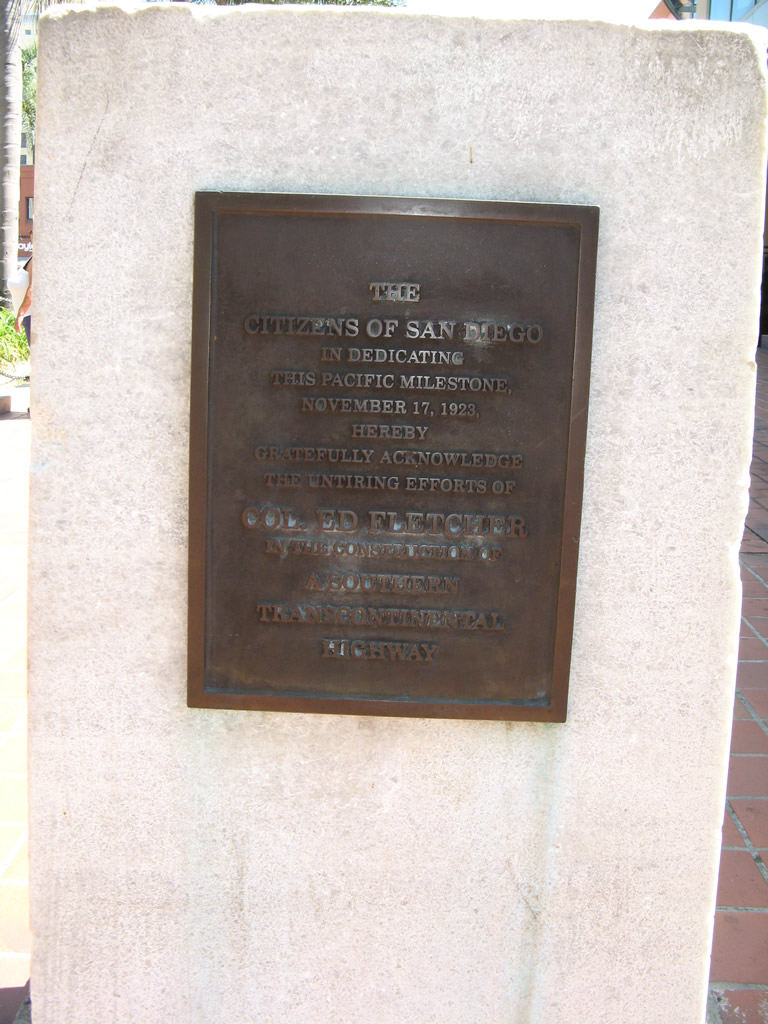 THE
CITIZENS OF SAN DIEGO
IN DEDICATING
THIS PACIFIC MILESTONE,
NOVEMBER 17, 1923,
HEREBY
GRATEFULLY ACKNOWLEDGE
THE UNTIRING EFFORTS OF
COL. ED FLETCHER
IN THE CONSTRUCTION OF
A SOUTHERN
TRANSCONTINENTAL
HIGHWAY